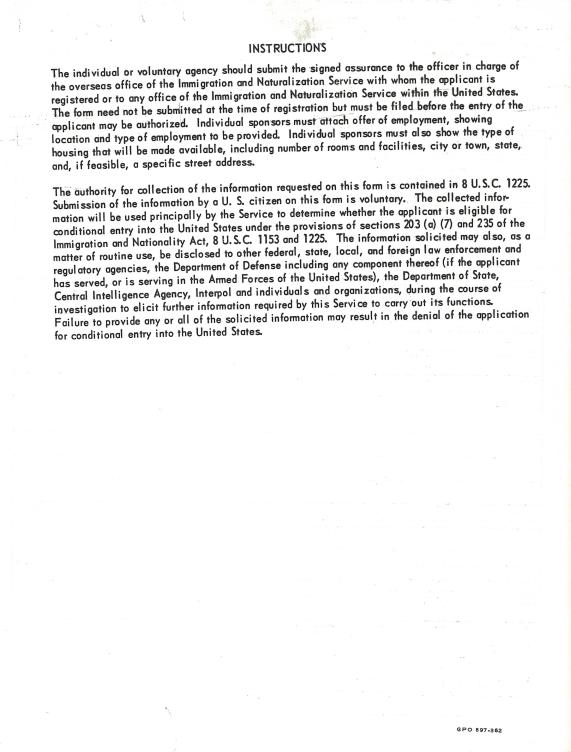 INSTRUCTIONS
The individual or voluntary agency should submit the signed assurance to the officer in charge of
the overseas office of the Immigration and Naturalization Service with whom the applicant is
registered or to any office of the Immigration and Naturalization Service within the United States.
The form need not be submitted at the time of registration but must be filed before the entry of the
applicant may be authorized. Individual sponsors must attach offer of employment, showing
location and type of employment to be provided. Individual sponsors must also show the type of
housing that will be made available, including number of rooms and facilities, city or town, state,
and, if feasible, a specific street address.
The authority for collection of the information requested on this form is contained in 8 U.S.C. 1225.
Submission of the information by a U. S. citizen on this form is voluntary. The collected infor-
mation will be used principally by the Service to determine whether the applicant is eligible for
conditional entry into the United States under the provisions of sections 203 (a) (7) and 235 of the
Immigration and Nationality Act, 8 U.S.C. 1153 and 1225. The information solicited may also, as a
matter of routine use, be disclosed to other federal, state, local, and foreign law enforcement and
regulatory agencies, the Department of Defense including any component thereof (if the applicant
has served, or is serving in the Armed Forces of the United States), the Department of State,
Central Intelligence Agency, Interpol and individuals and organizations, during the course of
investigation to elicit further information required by this Service to carry out its functions.
Failure to provide any or all of the solicited information may result in the denial of the application
for conditional entry into the United States.
GPO 897-362